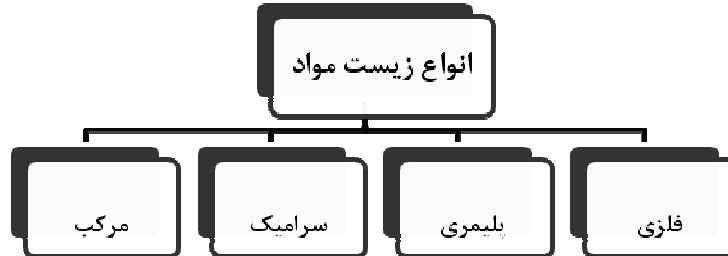 انواع زیست مواد
فلزی
پلیمری
سرامیک
مرکب